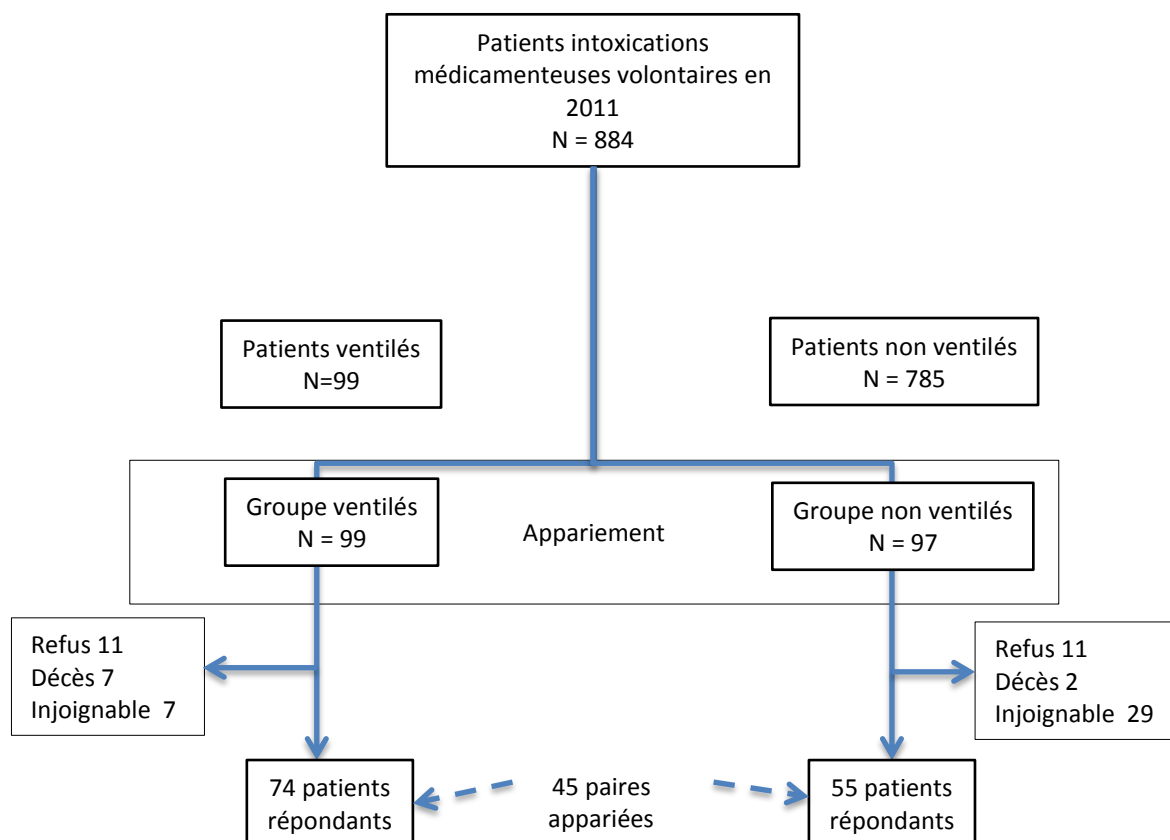 Patients intoxications
médicamenteuses volontaires en
2011
N = 884
Patients ventilés
N=99
Patients non ventilés
N = 785
Groupe ventilés
N = 99
Appariement
Groupe non ventilés
N = 97
Refus 11
Décès 7
Injoignable 7
Refus 11
Décès 2
Injoignable 29
74 patients
répondants
45 paires
appariées
55 patients
répondants